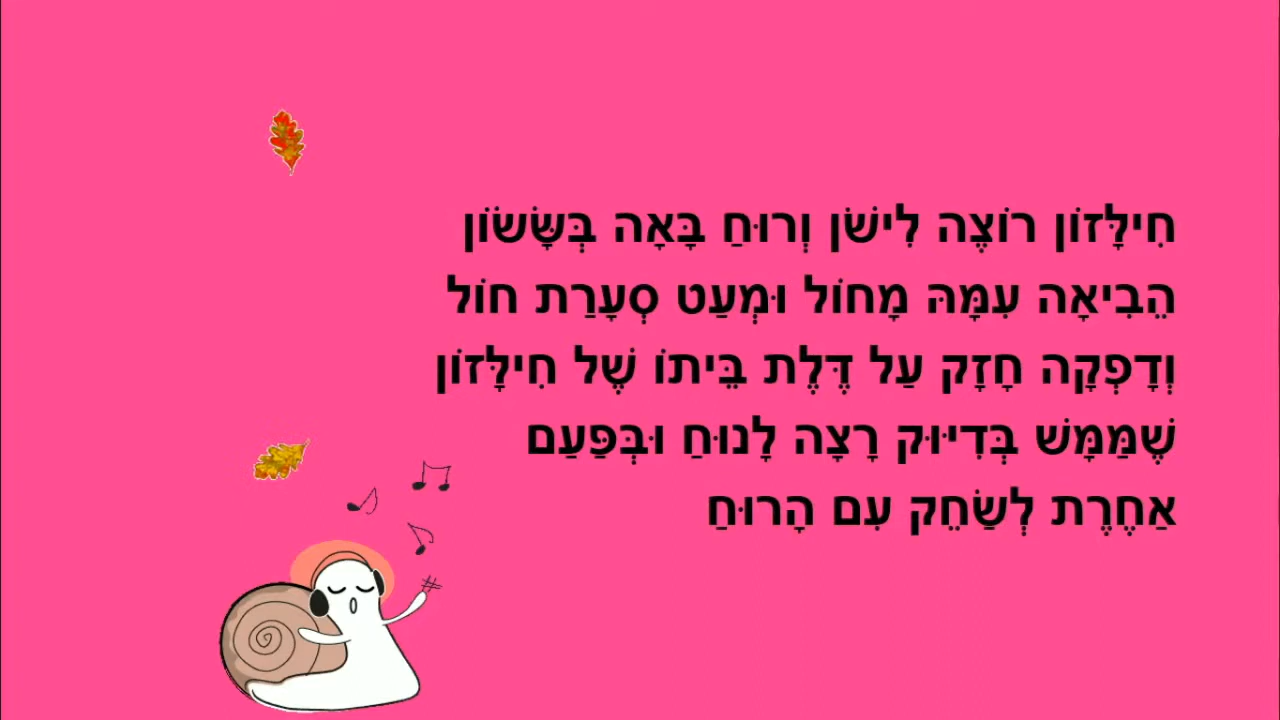 חִילָּזוֹן רוֹצֶה לִישֹׁן וְרוּחַ בָּאָה בְּשָּׂשׂוֹן
הֵבִיאָה עִמָּהּ מָחוֹל וּמְעַט סְעָרַת חוֹל
וְדָפְקָה חָזָק עַל דֶּלֶת בֵּיתוֹ שֶׁל חִילָּזוֹן
שֶׁמַּמָּשׁ בְּדִיּוּק רָצָה לָנוּחַ וּבְּפַּעַם
אַחֶרֶת לְשַׂחֵק עִם הָרוּחַ